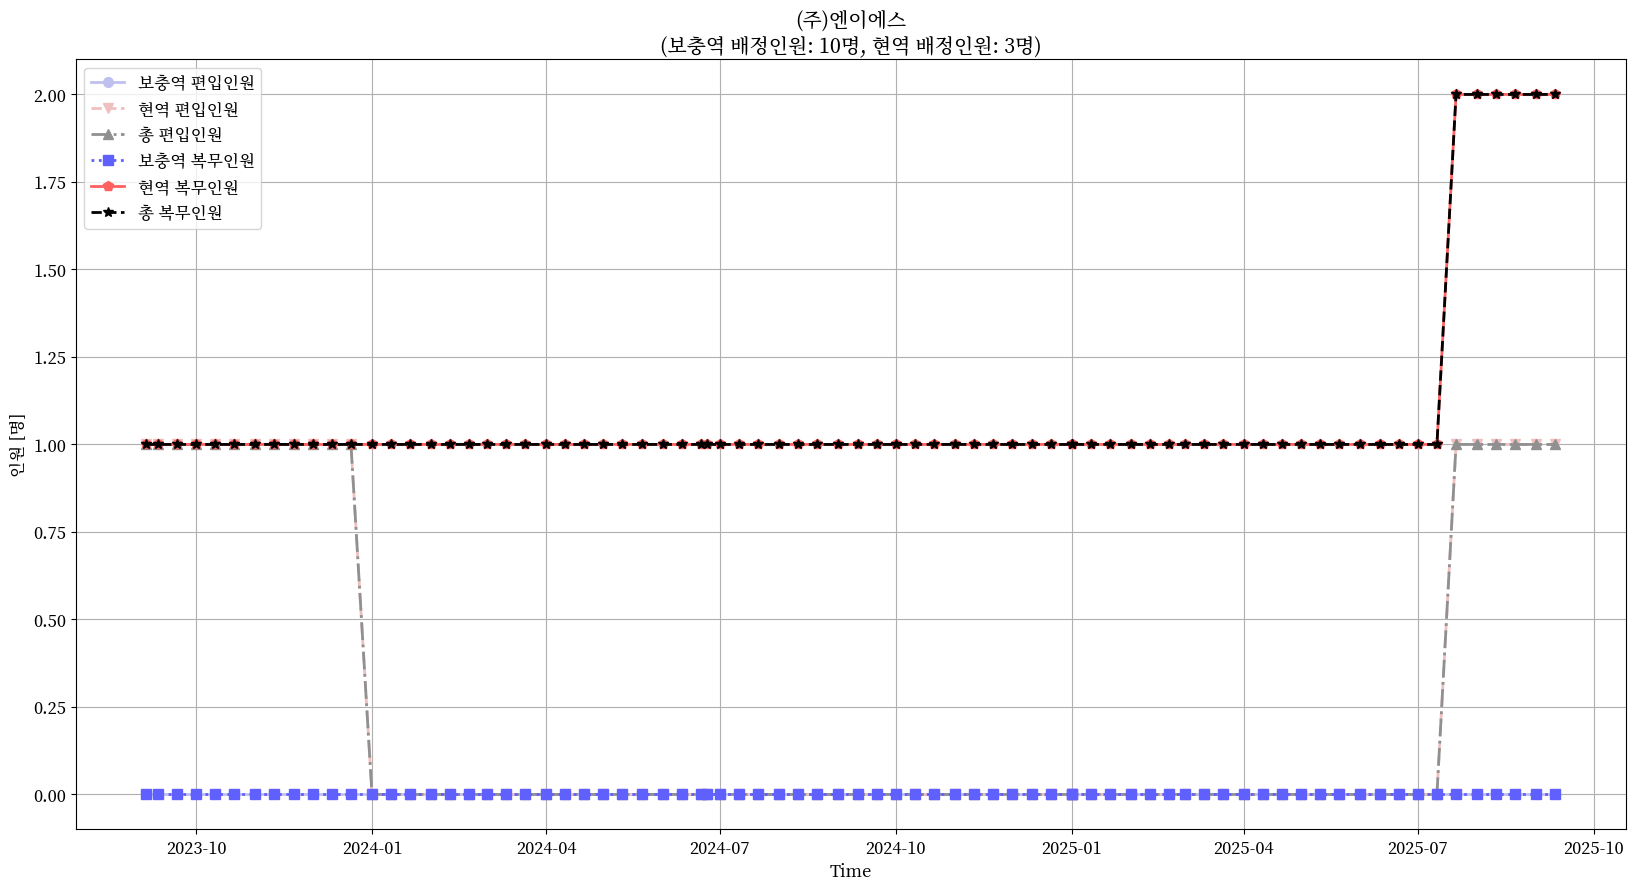 (주)엔이에스
(보충역 배정인원: 10명, 현역 배정인원: 3명)
보충역 편입인원
현역 편입인원
총 편입인원
보충역 복무인원
현역 복무인원
총 복무인원
2.00
1.75
1.50
1.25
1.00
0.75
0.50
0.25
0.00
인원 [명]
2023-10
2024-01
2024-04
2024-07
2024-10
2025-01
2025-04
2025-07
2025-10
Time